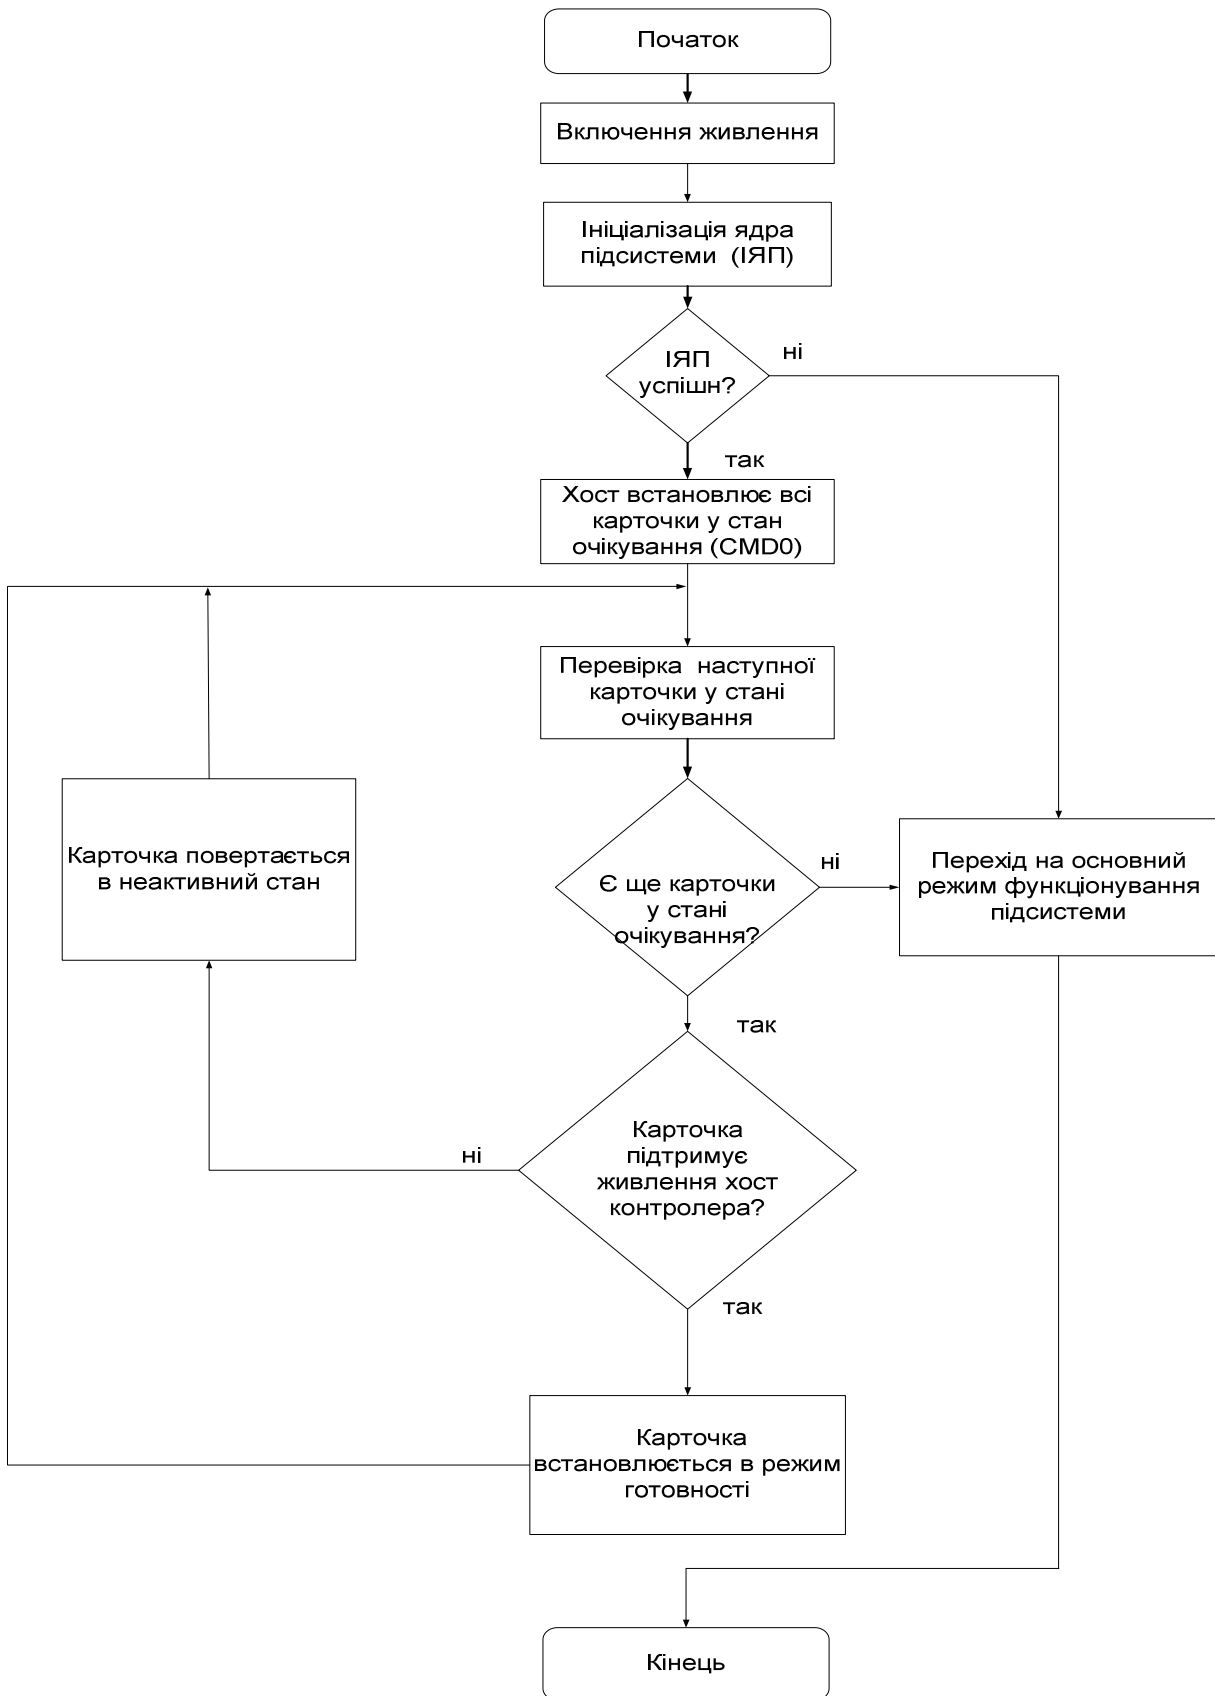 Початок
Включення живлення
Ініціалізація ядра
підсистеми (ІЯП)
ІЯП
успішн?
ні
так
Хост встановлює всі
карточки у стан
очікування (CMD0)
Перевірка наступної
карточки у стані
очікування
Карточка повертається
в неактивний стан
Є ще карточки
у стані
очікування?
ні
Перехід на основний
режим функціонування
підсистеми
так
Карточка
підтримує
живлення хост
контролера?
ні
так
Карточка
встановлюється в режим
готовності
Кінець